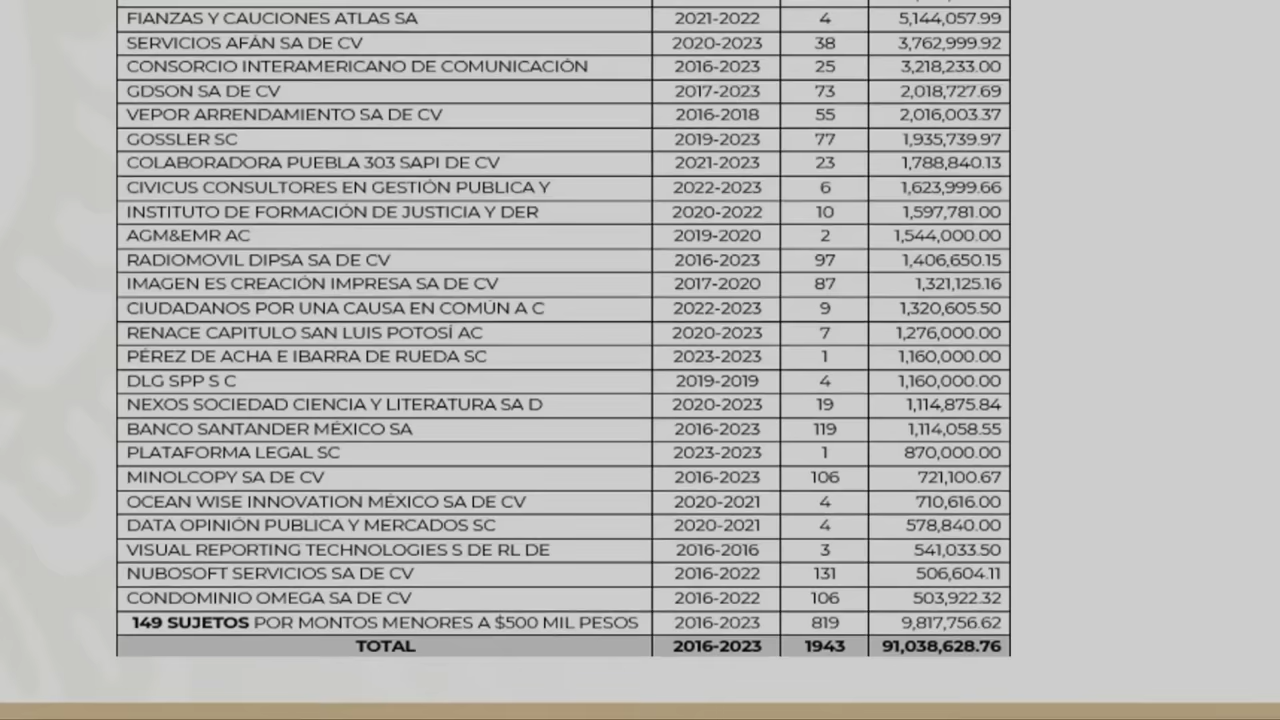 FIANZAS Y CAUCIONES ATLAS SA 2021-2022 4 5,144,057.99
SERVICIOS AFÁN SA DE CV 2020-2023 38 3,762,999.92
CONSORCIO INTERAMERICANO DE COMUNICACIÓN 2016-2023 25 3,218,233.00
GDSON SA DE CV 2017-2023 73 2,018,727.69
VEPOR ARRENDAMIENTO SA DE CV 2016-2018 55 2,016,003.37
GOSSLER SC 2019-2023 77 1,935,739.97
COLABORADORA PUEBLA 303 SAPI DE CV 2021-2023 23 1,788,840.13
CIVICUS CONSULTORES EN GESTIÓN PUBLICA Y 2022-2023 6 1,623,999.66
INSTITUTO DE FORMACIÓN DE JUSTICIA Y DER 2020-2022 10 1,597,781.00
AGM&EMR AC 2019-2020 2 1,544,000.00
RADIOMOVIL DIPSA SA DE CV 2016-2023 97 1,406,650.15
IMAGEN ES CREACIÓN IMPRESA SA DE CV 2017-2020 87 1,321,125.16
CIUDADANOS POR UNA CAUSA EN COMÚN A C 2022-2023 9 1,320,605.50
RENACE CAPITULO SAN LUIS POTOSÍ AC 2020-2023 7 1,276,000.00
PÉREZ DE ACHA E IBARRA DE RUEDA SC 2023-2023 1 1,160,000.00
DLG SPP S C 2019-2019 4 1,160,000.00
NEXOS SOCIEDAD CIENCIA Y LITERATURA SA D 2020-2023 19 1,114,875.84
BANCO SANTANDER MÉXICO SA 2016-2023 119 1,114,058.55
PLATAFORMA LEGAL SC 2023-2023 1 870,000.00
MINOLCOPY SA DE CV 2016-2023 106 721,100.67
OCEAN WISE INNOVATION MÉXICO SA DE CV 2020-2021 4 710,616.00
DATA OPINIÓN PUBLICA Y MERCADOS SC 2020-2021 4 578,840.00
VISUAL REPORTING TECHNOLOGIES S DE RL DE 2016-2016 3 541,033.50
NUBOSOFT SERVICIOS SA DE CV 2016-2022 131 506,604.11
CONDOMINIO OMEGA SA DE CV 2016-2022 106 503,922.32
149 SUJETOS POR MONTOS MENORES A $500 MIL PESOS 2016-2023 819 9,817,756.62
TOTAL 2016-2023 1943 91,038,628.76